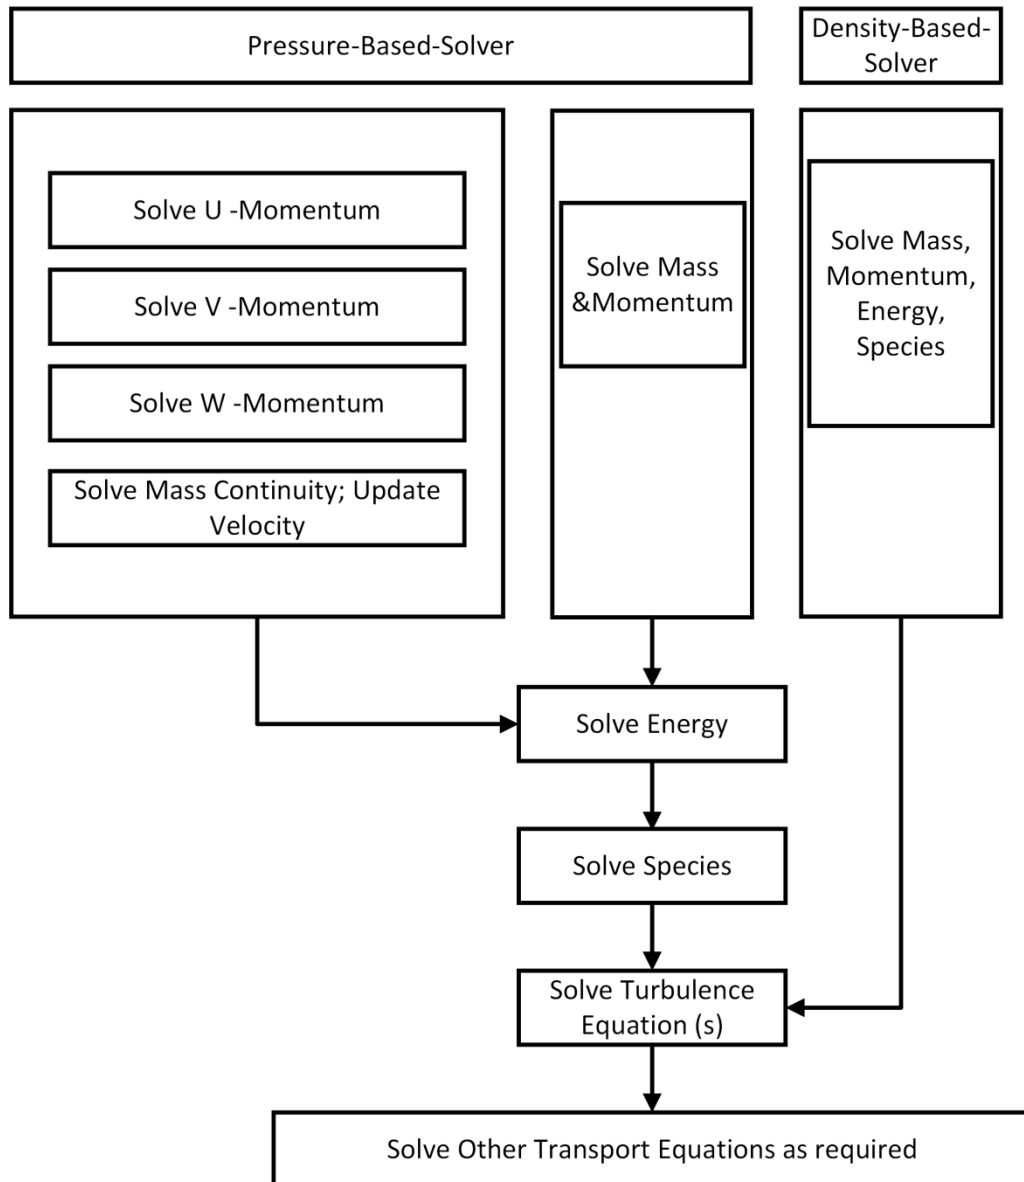 Pressure-Based-Solver
Density-Based-
Solver
Solve U -Momentum
Solve V -Momentum
Solve W -Momentum
Solve Mass Continuity; Update
Velocity
Solve Mass
&Momentum
Solve Mass,
Momentum,
Energy,
Species
Solve Energy
Solve Species
Solve Turbulence
Equation (s)
Solve Other Transport Equations as required